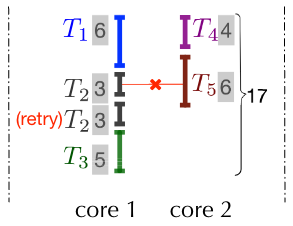 T1 6 T4 4
T2 3 T5 6 17
(retry) T2 3
T3 5
core 1 core 2